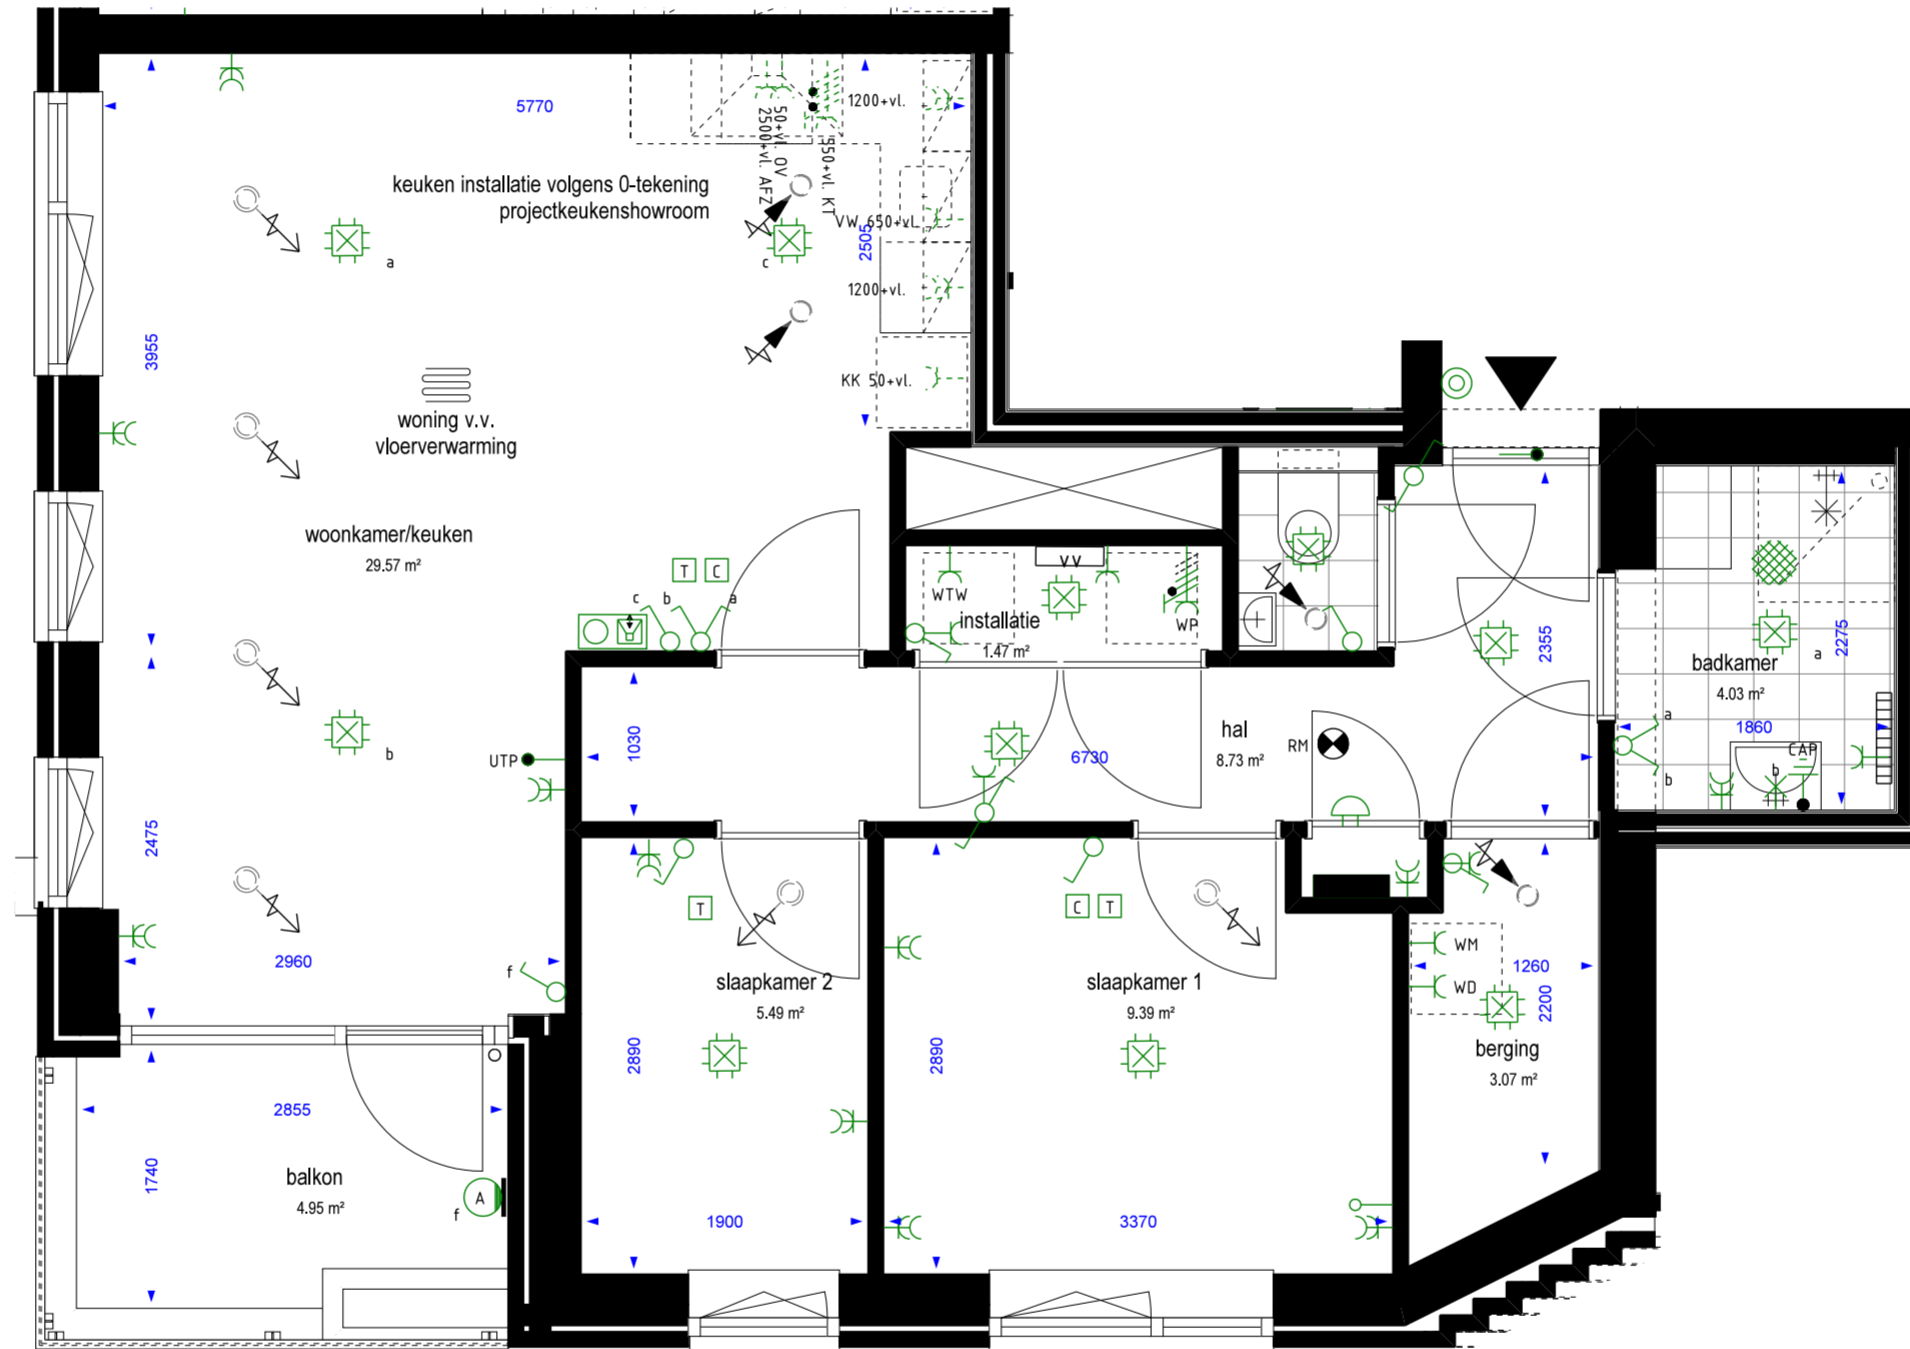 5770
1200+vl.
50+vl. OV
2500+vl. AFZ
550+vl. KT
keuken installatie volgens 0-tekening
projectkeukenshowroom
VW 650+vl.
2505
a
c
1200+vl.
3955
KK 50+vl.
woning v.v.
vloerverwarming
woonkamer/keuken
29.57 m²
T
C
c
b
a
VV
WTW
WP
installatie
1.47 m²
2355
2275
a
badkamer
4.03 m²
1860
a
CAP
b
b
1030
6730
hal
8.73 m²
RM
b
UTP
2475
2960
f
T
C
T
WM
WD
1260
2200
slaapkamer 2
5.49 m²
slaapkamer 1
9.39 m²
berging
3.07 m²
2890
2890
2855
1740
balkon
4.95 m²
A
f
1900
3370